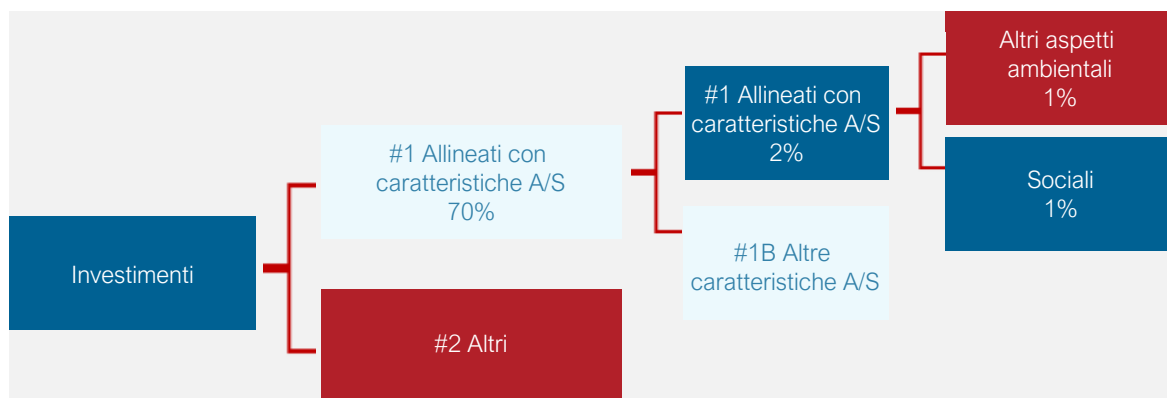 Investimenti
#1 Allineati con
caratteristiche A/S
70%
#2 Altri
#1 Allineati con
caratteristiche A/S
2%
#1B Altre
caratteristiche A/S
Altri aspetti
ambientali
1%
Sociali
1%